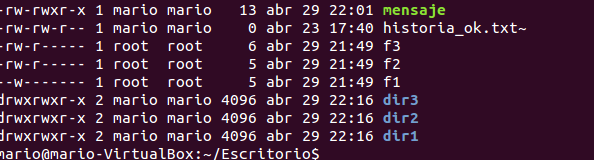 -rw-rwxr-x 1 mario mario   13 abr 29 22:01 mensaje
-rw-rw-r-- 1 mario mario    0 abr 23 17:40 historia_ok.txt~
-rw-r----- 1 root  root     6 abr 29 21:49 f3
-rw-r----- 1 root  root     5 abr 29 21:49 f2
--w------- 1 root  root     5 abr 29 21:49 f1
drwxrwxr-x 2 mario mario 4096 abr 29 22:16 dir3
drwxrwxr-x 2 mario mario 4096 abr 29 22:16 dir2
drwxrwxr-x 2 mario mario 4096 abr 29 22:16 dir1
mario@mario-VirtualBox:~/Escritorio$